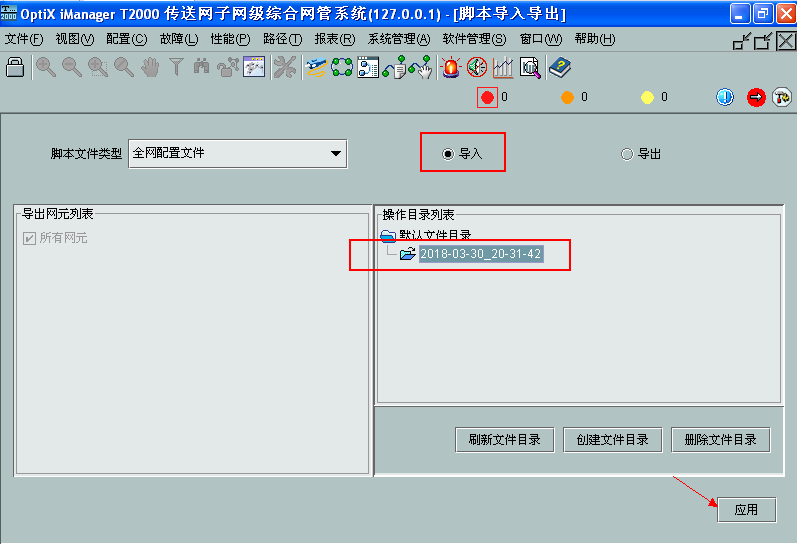 OptiX iManager T2000 传送网子网级综合网管系统(127.0.0.1) - [脚本导入导出]
文件(F) 视图(V) 配置(C) 故障(L) 性能(P) 路径(T) 报表(R) 系统管理(A) 软件管理(S) 窗口(W) 帮助(H)
0 0 0
脚本文件类型 全网配置文件 导入 导出
导出网元列表
所有网元
操作目录列表
默认文件目录
2018-03-30_20-31-42
刷新文件目录 创建文件目录 删除文件目录
应用